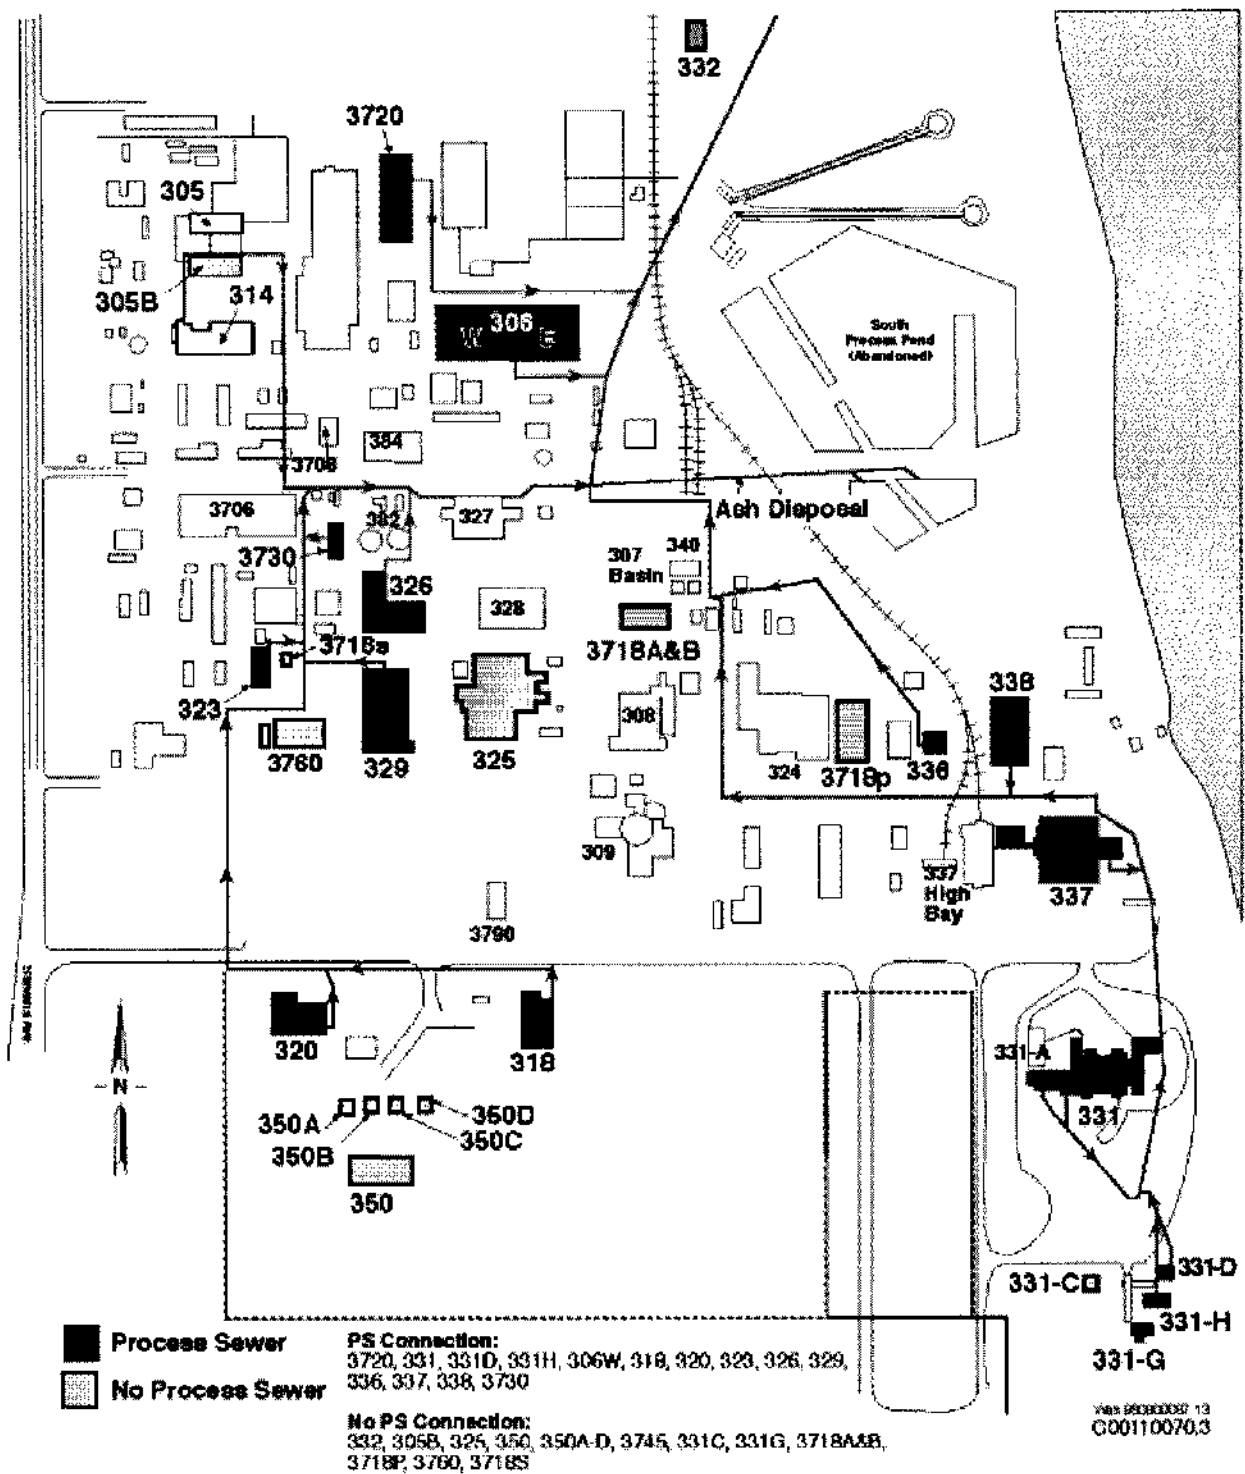 332
3720
305
305B
314
306
W
E
South
Process Pond
(Abandoned)
384
3708
3706
382
327
Ash Disposal
3730
326
307
Basin
340
328
3718A&B
3718s
323
338
308
3760
329
325
324
3718p
336
309
337
High
Bay
337
3790
N
320
318
331-A
331
350A
350B
350C
350D
350
331-C
331-D
331-H
331-G
Process Sewer
No Process Sewer
PS Connection:
3720, 331, 331D, 331H, 306W, 318, 320, 323, 326, 329,
336, 337, 338, 3730
No PS Connection:
332, 305B, 325, 350, 350A-D, 3745, 331C, 331G, 3718A&B,
3718P, 3760, 3718S
C00110070.3